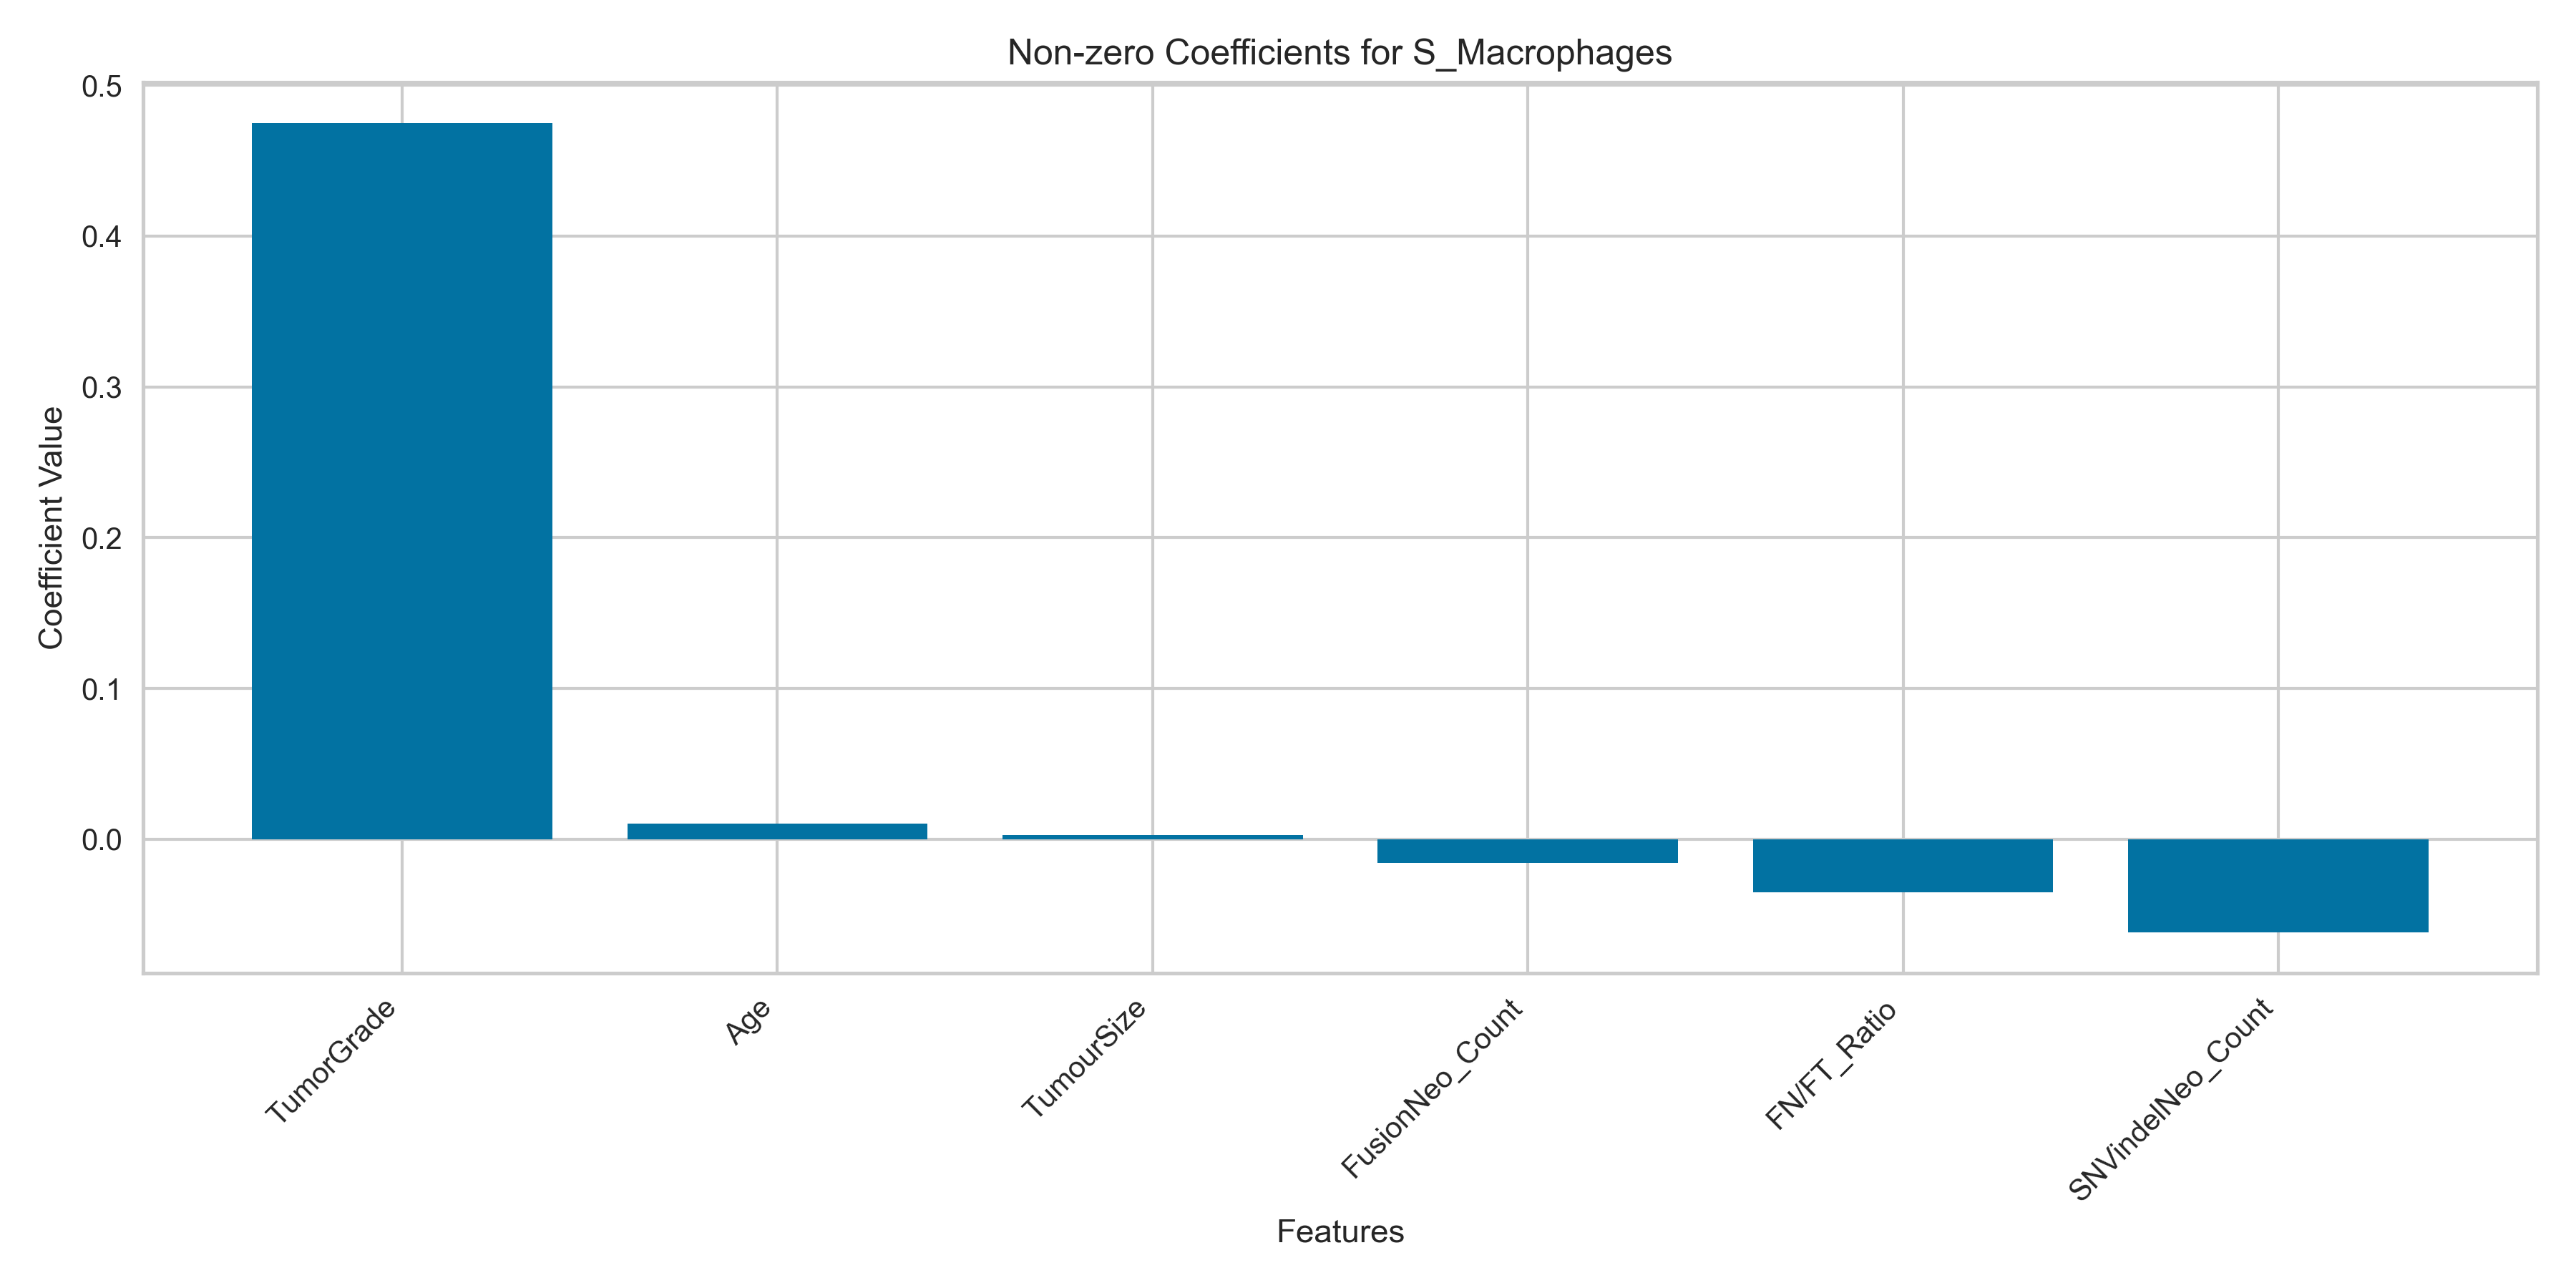 Non-zero Coefficients for S_Macrophages
Coefficient Value
0.5
0.4
0.3
0.2
0.1
0.0
TumorGrade
Age
TumourSize
FusionNeo_Count
FN/FT_Ratio
SNVindelNeo_Count
Features